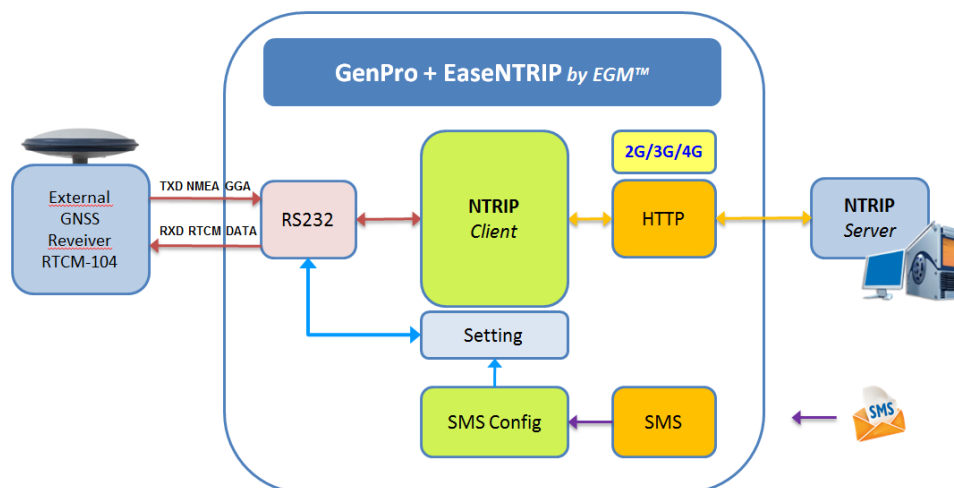 GenPro + EaseNTRIP by EGM™
2G/3G/4G
TXD NMEA GGA
RXD RTCM DATA
External
GNSS
Reveiver
RTCM-104
RS232
NTRIP
Client
HTTP
NTRIP
Server
Setting
SMS Config
SMS
SMS